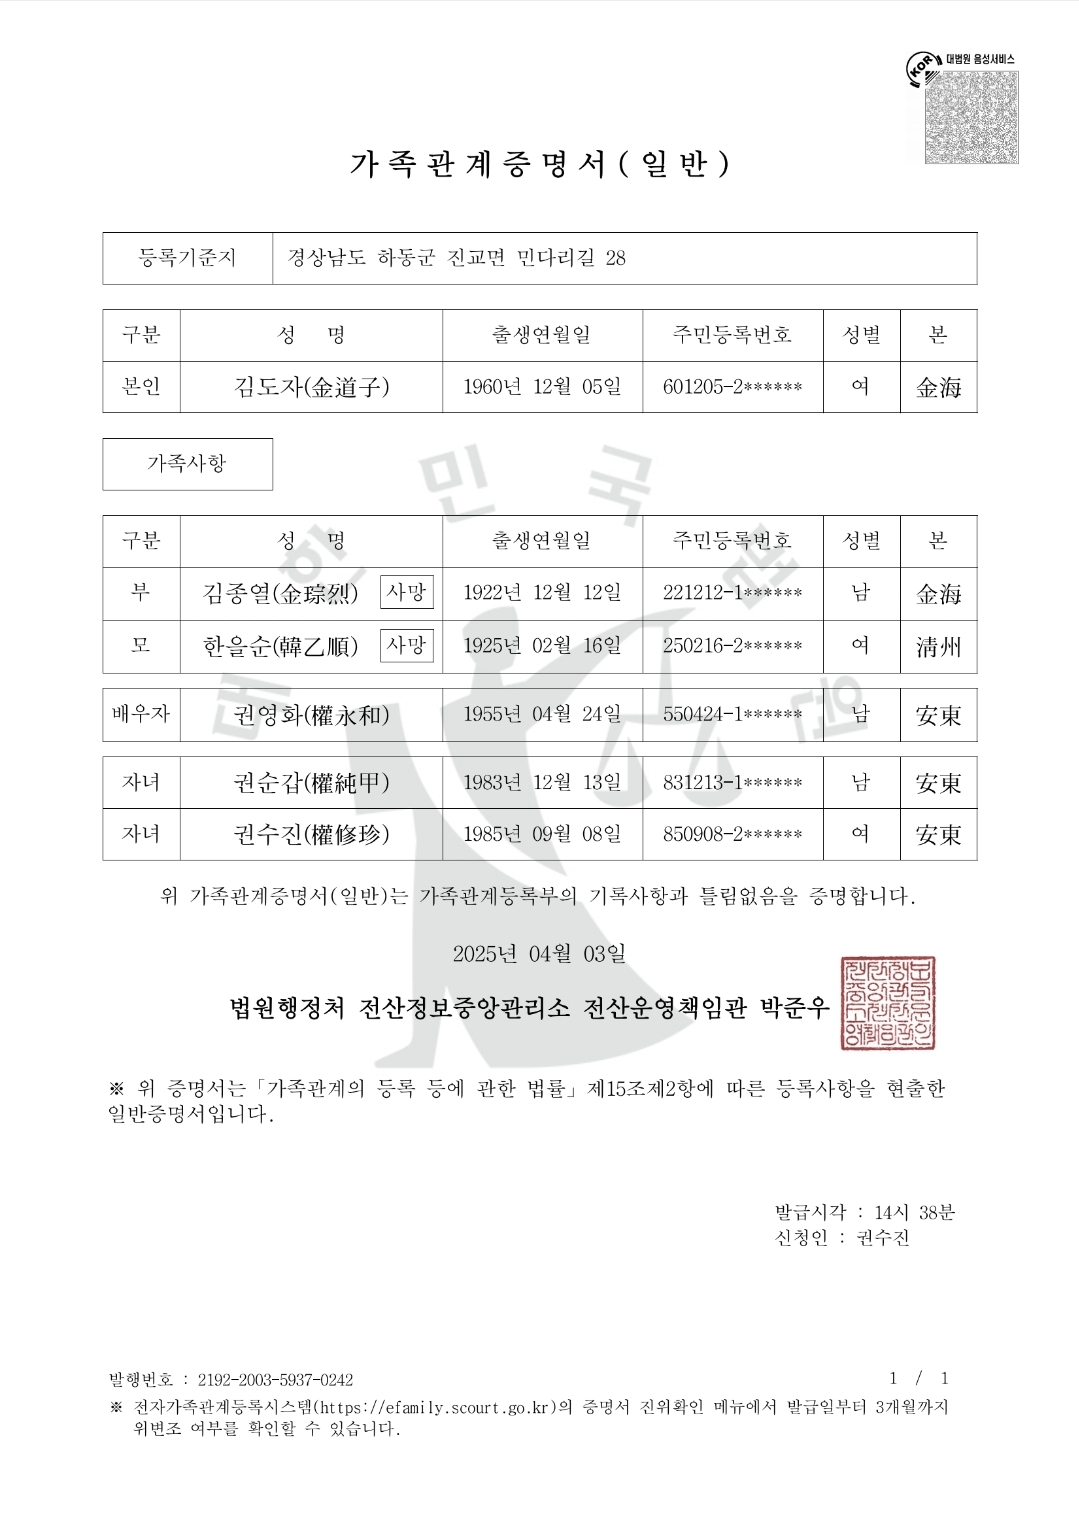 KOR 대법원 음성서비스
가족관계증명서(일반)
등록기준지 경상남도 하동군 진교면 민다리길 28
구분 성 명 출생연월일 주민등록번호 성별 본
본인 김도자(金道子) 1960년 12월 05일 601205-2****** 여 金海
가족사항
구분 성 명 출생연월일 주민등록번호 성별 본
부 김종열(金琮烈) 사망 1922년 12월 12일 221212-1****** 남 金海
모 한을순(韓乙順) 사망 1925년 02월 16일 250216-2****** 여 淸州
배우자 권영화(權永和) 1955년 04월 24일 550424-1****** 남 安東
자녀 권순갑(權純甲) 1983년 12월 13일 831213-1****** 남 安東
자녀 권수진(權修珍) 1985년 09월 08일 850908-2****** 여 安東
대한민국법원
위 가족관계증명서(일반)는 가족관계등록부의 기록사항과 틀림없음을 증명합니다.
2025년 04월 03일
법원행정처 전산정보중앙관리소 전산운영책임관 박준우
※ 위 증명서는「가족관계의 등록 등에 관한 법률」제15조제2항에 따른 등록사항을 현출한
일반증명서입니다.
발급시각 : 14시 38분
신청인 : 권수진
발행번호 : 2192-2003-5937-0242
1 / 1
※ 전자가족관계등록시스템(https://efamily.scourt.go.kr)의 증명서 진위확인 메뉴에서 발급일부터 3개월까지
위변조 여부를 확인할 수 있습니다.